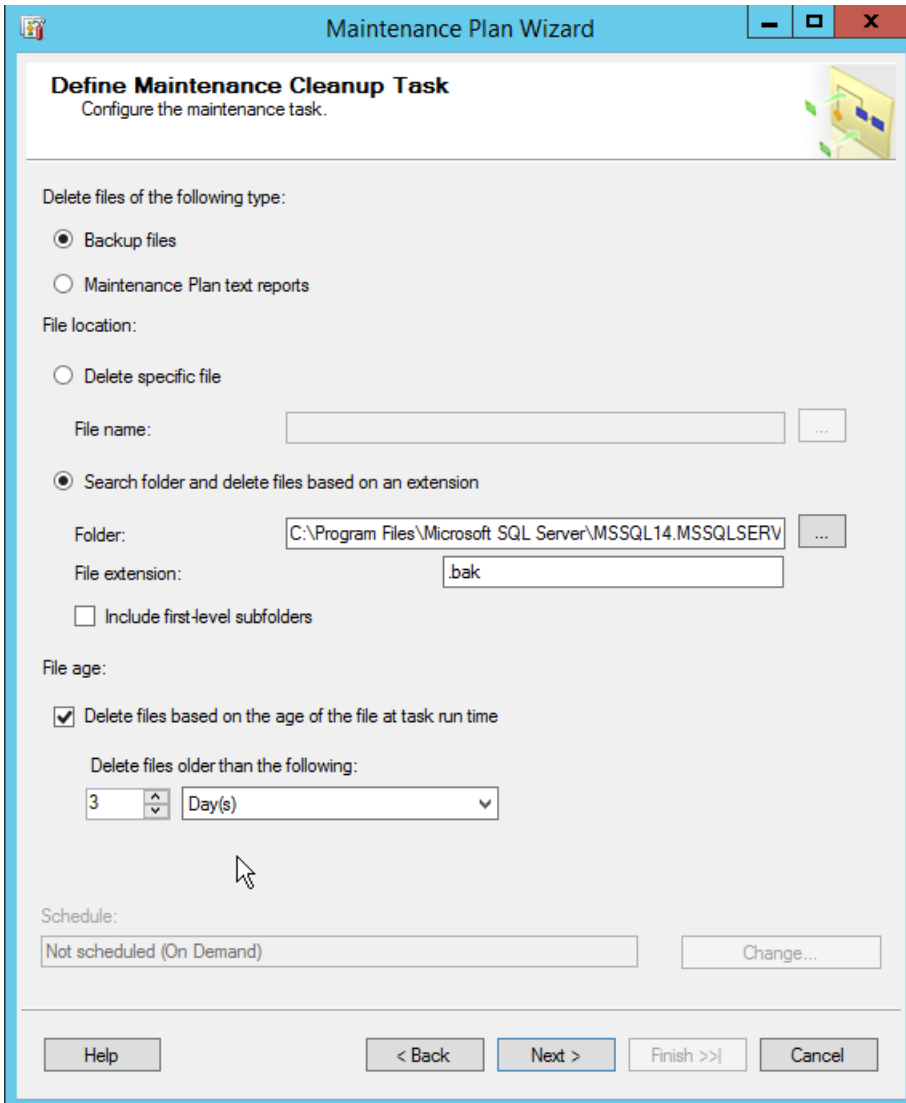 Maintenance Plan Wizard
Define Maintenance Cleanup Task
Configure the maintenance task.
Delete files of the following type:
Backup files
Maintenance Plan text reports
File location:
Delete specific file
File name:
...
Search folder and delete files based on an extension
Folder: C:\Program Files\Microsoft SQL Server\MSSQL14.MSSQLSERV ...
File extension: .bak
Include first-level subfolders
File age:
Delete files based on the age of the file at task run time
Delete files older than the following:
3 Day(s)
Schedule:
Not scheduled (On Demand) Change...
Help < Back Next > Finish >>| Cancel